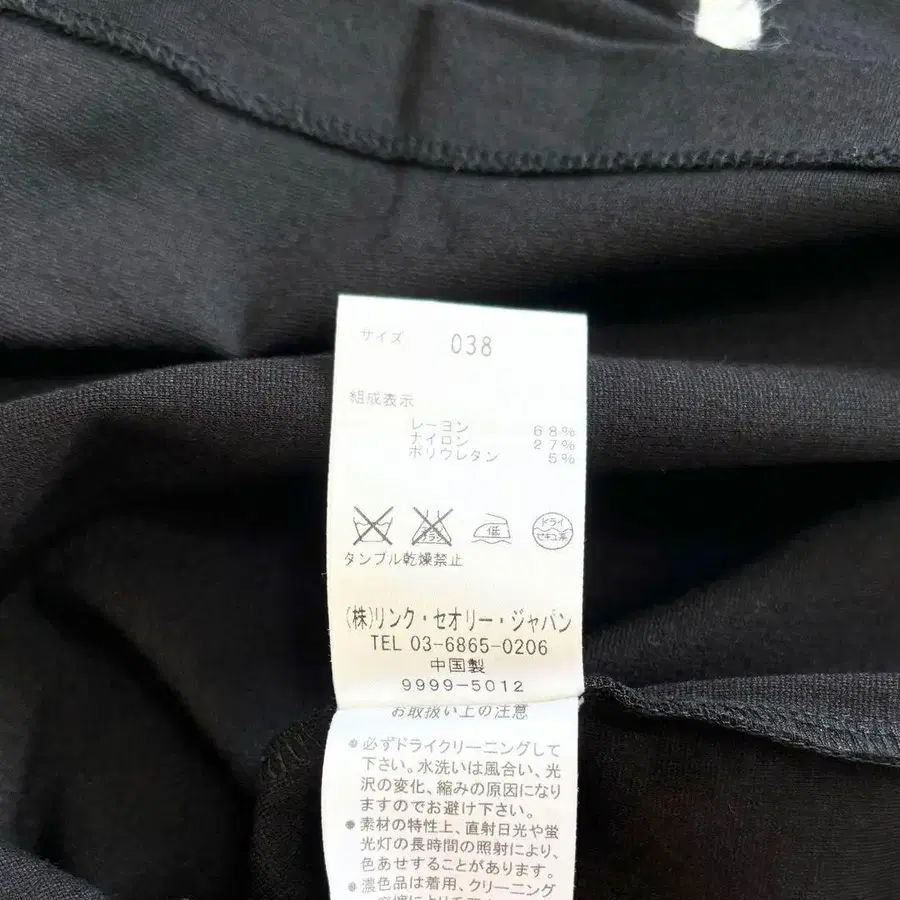 サイズ 038
組成表示
レーヨン 68%
ナイロン 27%
ポリウレタン 5%
低
ドライ
セキユ系
タンブル乾燥禁止
(株)リンク・セオリー・ジャパン
TEL 03-6865-0206
中国製
9999-5012
お取扱い上の注意
●必ずドライクリーニングして
下さい。水洗いは風合い、光
沢の変化、縮みの原因になり
ますのでお避け下さい。
●素材の特性上、直射日光や蛍
光灯の長時間の照射により、
色あせすることがあります。
●濃色品は着用、クリーニング